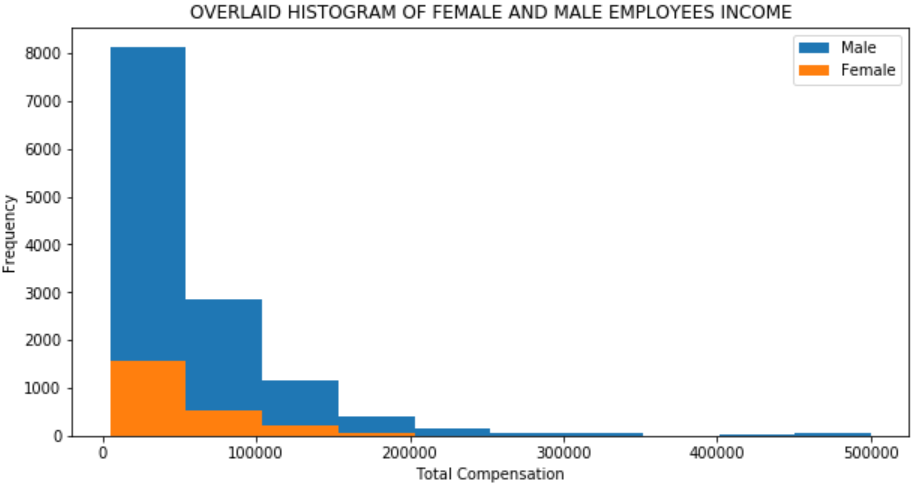 OVERLAID HISTOGRAM OF FEMALE AND MALE EMPLOYEES INCOME
Male
Female
8000
7000
6000
5000
4000
3000
2000
1000
0
Frequency
0 100000 200000 300000 400000 500000
Total Compensation